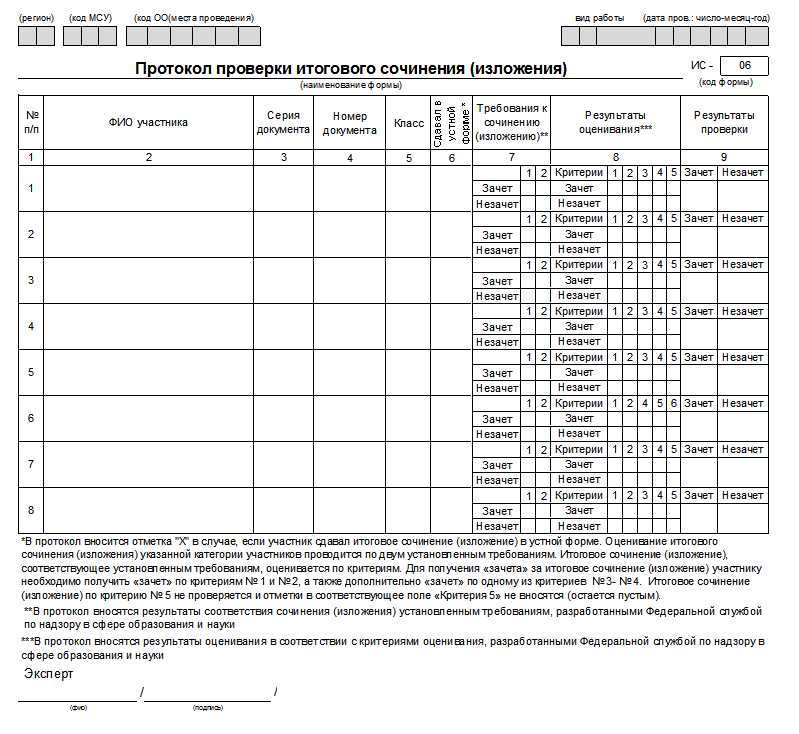 (регион) (код МСУ) (код ОО(места проведения) вид работы (дата пров.: число-месяц-год)
ИС - 06
Протокол проверки итогового сочинения (изложения)
(наименование формы) (код формы)
№ п/п ФИО участника Серия документа Номер документа Класс Сдавал в устной форме * Требования к сочинению (изложению)** Результаты оценивания*** Результаты проверки
1 2 3 4 5 6 7 8 9
1 2 Критерии 1 2 3 4 5 Зачет Незачет
1 Зачет Зачет
Незачет Незачет
1 2 Критерии 1 2 3 4 5 Зачет Незачет
2 Зачет Зачет
Незачет Незачет
1 2 Критерии 1 2 3 4 5 Зачет Незачет
3 Зачет Зачет
Незачет Незачет
1 2 Критерии 1 2 3 4 5 Зачет Незачет
4 Зачет Зачет
Незачет Незачет
1 2 Критерии 1 2 3 4 5 Зачет Незачет
5 Зачет Зачет
Незачет Незачет
1 2 Критерии 1 2 4 5 6 Зачет Незачет
6 Зачет Зачет
Незачет Незачет
1 2 Критерии 1 2 3 4 5 Зачет Незачет
7 Зачет Зачет
Незачет Незачет
1 2 Критерии 1 2 3 4 5 Зачет Незачет
8 Зачет Зачет
Незачет Незачет
*В протокол вносится отметка "Х" в случае, если участник сдавал итоговое сочинение (изложение) в устной форме. Оценивание итогового
сочинения (изложения) указанной категории участников проводится по двум установленным требованиям. Итоговое сочинение (изложение),
соответствующее установленным требованиям, оценивается по критериям. Для получения «зачета» за итоговое сочинение (изложение) участнику
необходимо получить «зачет» по критериям №1 и №2, а также дополнительно «зачет» по одному из критериев №3- №4. Итоговое сочинение
(изложение) по критерию №5 не проверяется и отметки в соответствующее поле «Критерия 5» не вносятся (остается пустым).
**В протокол вносятся результаты соответствия сочинения (изложения) установленным требованиям, разработанными Федеральной службой
по надзору в сфере образования и науки
***В протокол вносятся результаты оценивания в соответствии с критериями оценивания, разработанными Федеральной службой по надзору в
сфере образования и науки
Эксперт
/ /
(фио) (подпись)